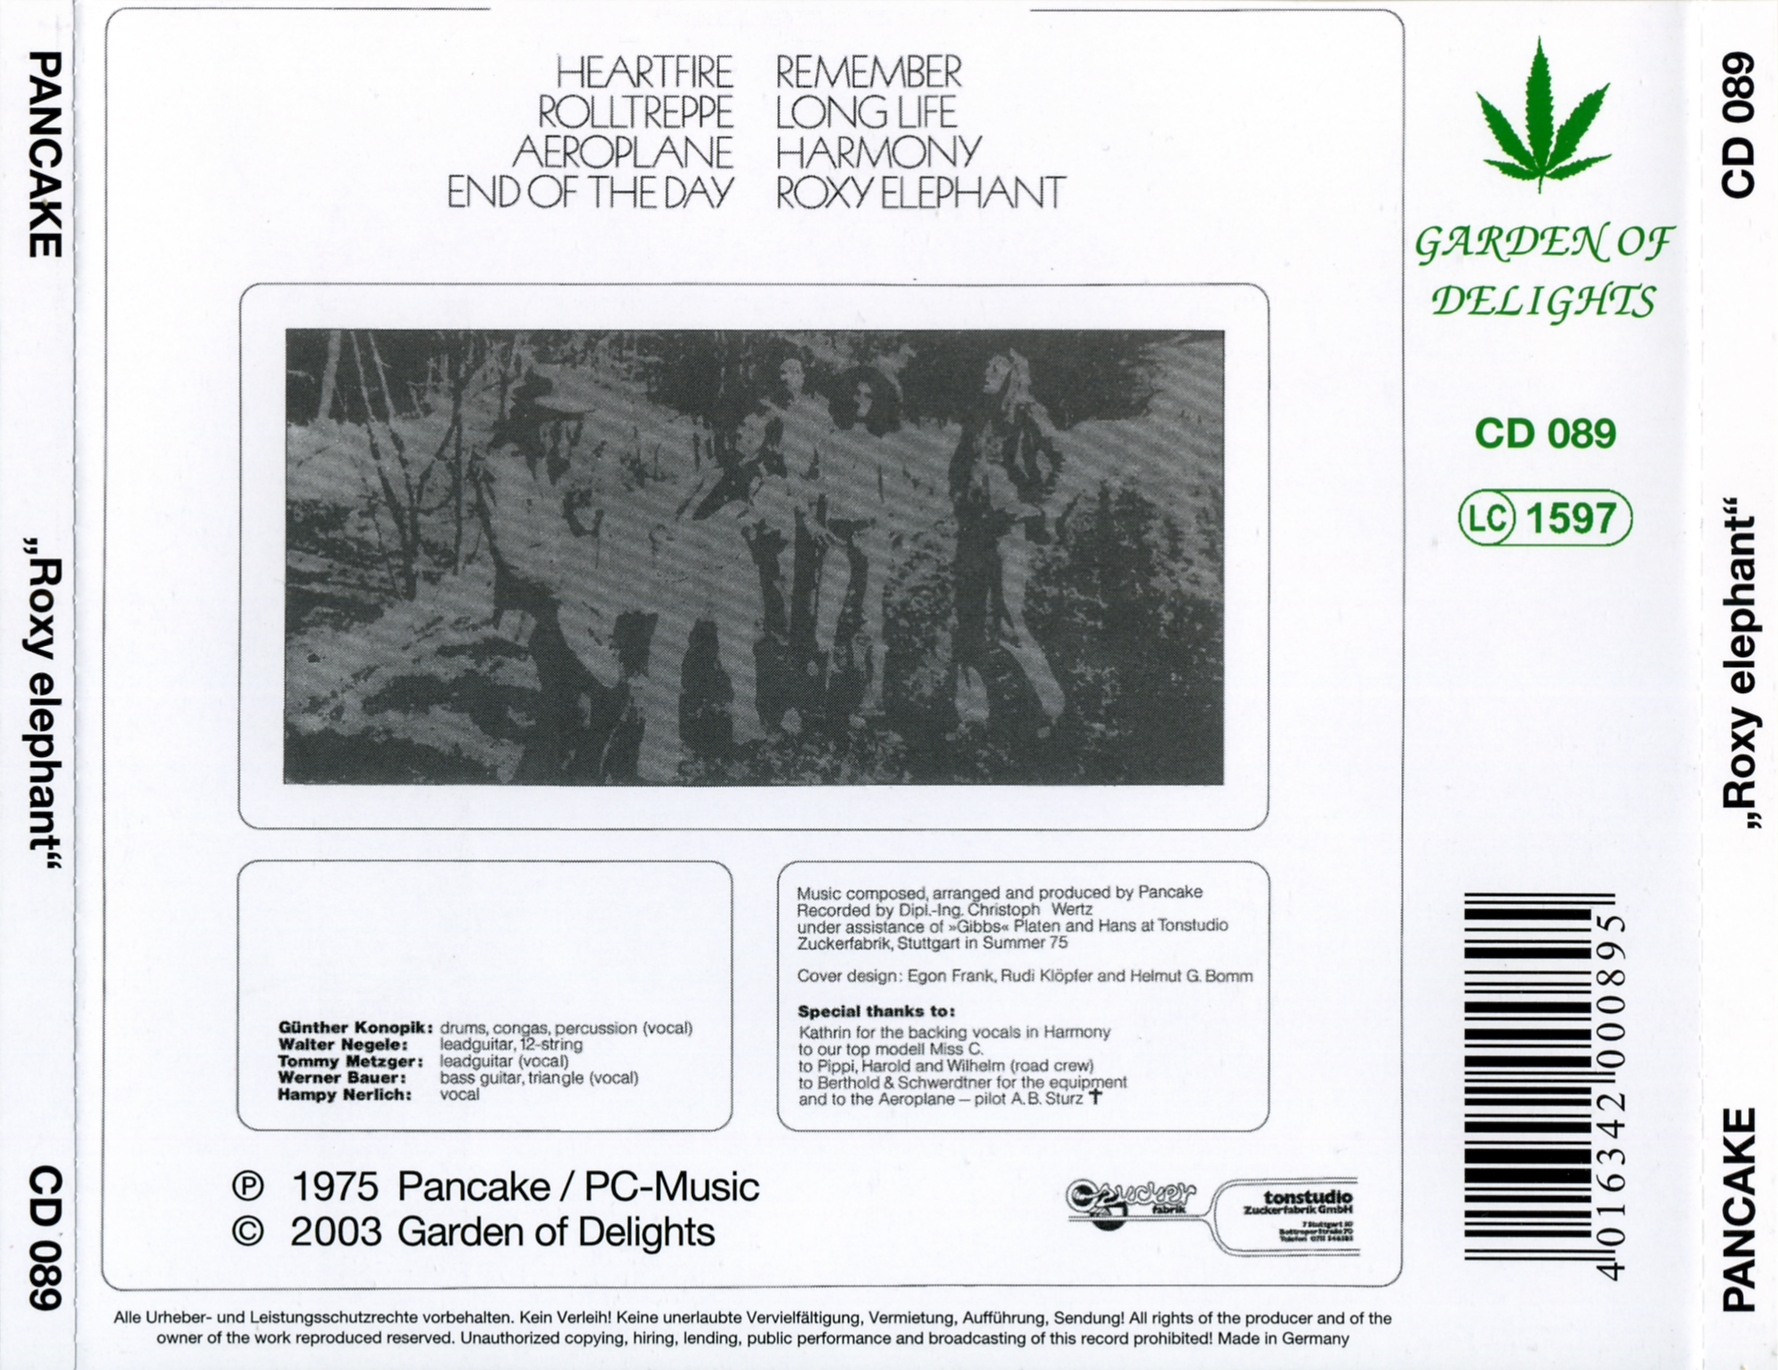 PANCAKE
„Roxy elephant“
CD 089
HEARTFIRE
ROLLTREPPE
AEROPLANE
END OF THE DAY
REMEMBER
LONG LIFE
HARMONY
ROXY ELEPHANT
Günther Konopik: drums, congas, percussion (vocal)
Walter Negele: leadguitar, 12-string
Tommy Metzger: leadguitar (vocal)
Werner Bauer: bass guitar, triangle (vocal)
Hampy Nerlich: vocal
Music composed, arranged and produced by Pancake
Recorded by Dipl.-Ing. Christoph Wertz
under assistance of »Gibbs« Platen and Hans at Tonstudio
Zuckerfabrik, Stuttgart in Summer 75
Cover design: Egon Frank, Rudi Klöpfer and Helmut G. Bomm
Special thanks to:
Kathrin for the backing vocals in Harmony
to our top modell Miss C.
to Pippi, Harold and Wilhelm (road crew)
to Berthold & Schwerdtner for the equipment
and to the Aeroplane – pilot A. B. Sturz ✝
℗ 1975 Pancake / PC-Music
© 2003 Garden of Delights
zucker
fabrik
tonstudio
Zuckerfabrik GmbH
7 Stuttgart 50
Alle Urheber- und Leistungsschutzrechte vorbehalten. Kein Verleih! Keine unerlaubte Vervielfältigung, Vermietung, Aufführung, Sendung! All rights of the producer and of the
owner of the work reproduced reserved. Unauthorized copying, hiring, lending, public performance and broadcasting of this record prohibited! Made in Germany
GARDEN OF
DELIGHTS
CD 089
LC 1597
4 016342 000895
CD 089
„Roxy elephant“
PANCAKE